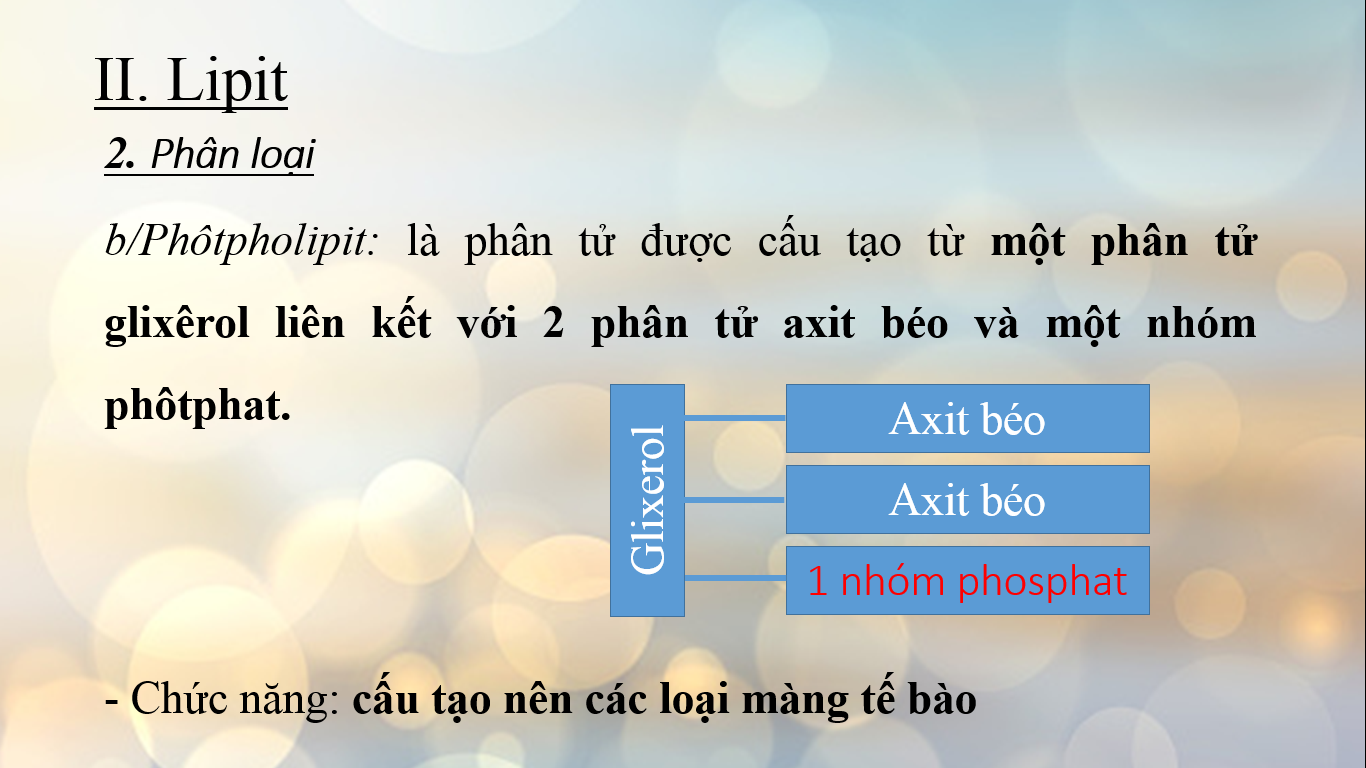 II. Lipit
2. Phân loại
b/Phôtpholipit: là phân tử được cấu tạo từ một phân tử
glixêrol liên kết với 2 phân tử axit béo và một nhóm
phôtphat.
Glixerol
Axit béo
Axit béo
1 nhóm phosphat
- Chức năng: cấu tạo nên các loại màng tế bào